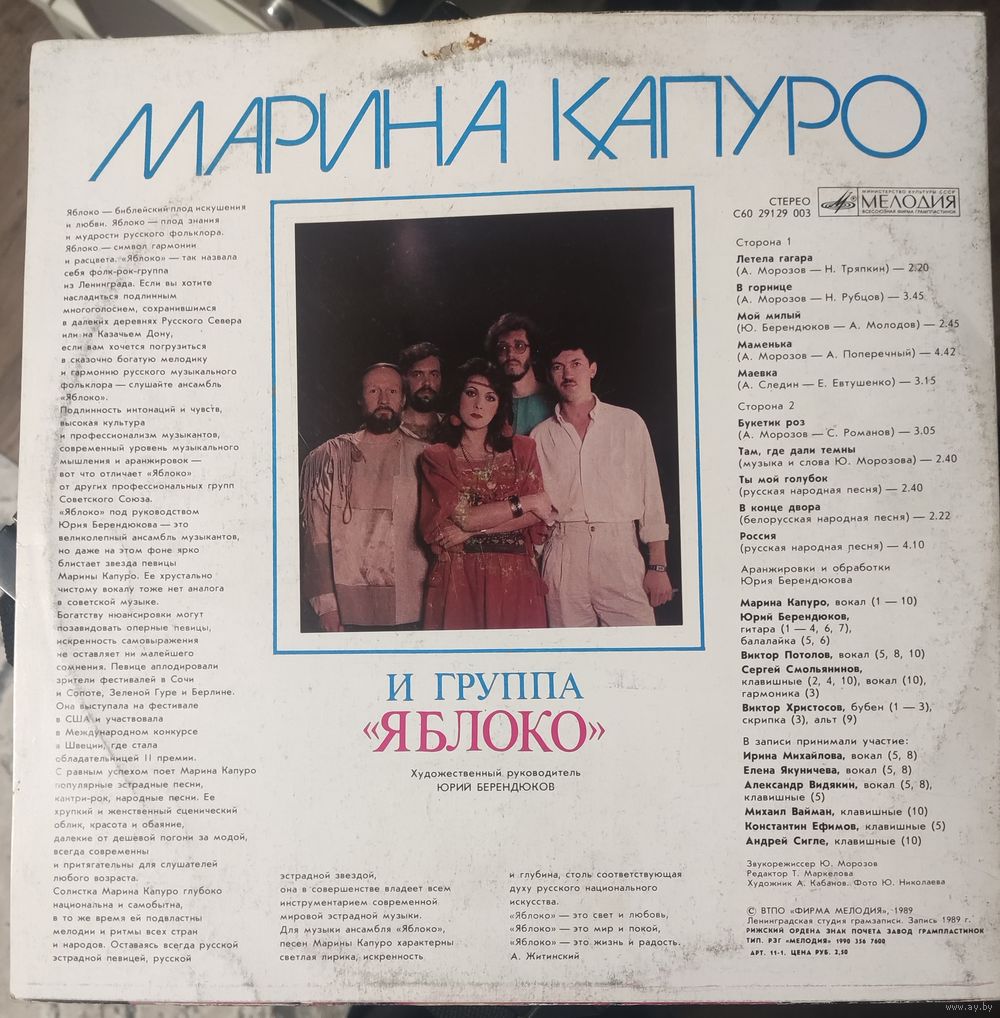 МАРИНА КАПУРО
Яблоко — библейский плод искушения
и любви. Яблоко — плод знания
и мудрости русского фольклора.
Яблоко — символ гармонии
и расцвета. «Яблоко» — так назвала
себя фолк-рок-группа
из Ленинграда. Если вы хотите
насладиться подлинным
многоголосием, сохранившимся
в далеких деревнях Русского Севера
или на Казачьем Дону,
если вам хочется погрузиться
в сказочно богатую мелодику
и гармонию русского музыкального
фольклора — слушайте ансамбль
«Яблоко».
Подлинность интонаций и чувств,
высокая культура
и профессионализм музыкантов,
современный уровень музыкального
мышления и аранжировок —
вот что отличает «Яблоко»
от других профессиональных групп
Советского Союза.
«Яблоко» под руководством
Юрия Берендюкова — это
великолепный ансамбль музыкантов,
но даже на этом фоне ярко
блистает звезда певицы
Марины Капуро. Ее хрустально
чистому вокалу тоже нет аналога
в советской музыке.
Богатству нюансировки могут
позавидовать оперные певицы,
искренность самовыражения
не оставляет ни малейшего
сомнения. Певице аплодировали
зрители фестивалей в Сочи
и Сопоте, Зеленой Гуре и Берлине.
Она выступала на фестивале
в США и участвовала
в Международном конкурсе
в Швеции, где стала
обладательницей II премии.
С равным успехом поет Марина Капуро
популярные эстрадные песни,
кантри-рок, народные песни. Ее
хрупкий и женственный сценический
облик, красота и обаяние,
далекие от дешевой погони за модой,
всегда современны
и притягательны для слушателей
любого возраста.
Солистка Марина Капуро глубоко
национальна и самобытна,
в то же время ей подвластны
мелодии и ритмы всех стран
и народов. Оставаясь всегда русской
эстрадной певицей, русской
эстрадной звездой,
она в совершенстве владеет всем
инструментарием современной
мировой эстрадной музыки.
Для музыки ансамбля «Яблоко»,
песен Марины Капуро характерны
светлая лирика, искренность
и глубина, столь соответствующая
духу русского национального
искусства.
«Яблоко» — это свет и любовь,
«Яблоко» — это мир и покой,
«Яблоко» — это жизнь и радость.
А. Житинский
И ГРУППА
«ЯБЛОКО»
Художественный руководитель
ЮРИЙ БЕРЕНДЮКОВ
СТЕРЕО
С60 29129 003
МИНИСТЕРСТВО КУЛЬТУРЫ СССР
МЕЛОДИЯ
ВСЕСОЮЗНАЯ ФИРМА ГРАМПЛАСТИНОК
Сторона 1
Летела гагара
(А. Морозов — Н. Тряпкин) — 2.20
В горнице
(А. Морозов — Н. Рубцов) — 3.45
Мой милый
(Ю. Берендюков — А. Молодов) — 2.45
Маменька
(А. Морозов — А. Поперечный) — 4.42
Маевка
(А. Следин — Е. Евтушенко) — 3.15
Сторона 2
Букетик роз
(А. Морозов — С. Романов) — 3.05
Там, где дали темны
(музыка и слова Ю. Морозова) — 2.40
Ты мой голубок
(русская народная песня) — 2.40
В конце двора
(белорусская народная песня) — 2.22
Россия
(русская народная песня) — 4.10
Аранжировки и обработки
Юрия Берендюкова
Марина Капуро, вокал (1 — 10)
Юрий Берендюков,
гитара (1 — 4, 6, 7),
балалайка (5, 6)
Виктор Потолов, вокал (5, 8, 10)
Сергей Смольянинов,
клавишные (2, 4, 10), вокал (10),
гармоника (3)
Виктор Христосов, бубен (1 — 3),
скрипка (3), альт (9)
В записи принимали участие:
Ирина Михайлова, вокал (5, 8)
Елена Якуничева, вокал (5, 8)
Александр Видякин, вокал (5, 8),
клавишные (5)
Михаил Вайман, клавишные (10)
Константин Ефимов, клавишные (5)
Андрей Сигле, клавишные (10)
Звукорежиссер Ю. Морозов
Редактор Т. Маркелова
Художник А. Кабанов. Фото Ю. Николаева
© ВТПО «ФИРМА МЕЛОДИЯ», 1989
Ленинградская студия грамзаписи. Запись 1989 г.
РИЖСКИЙ ОРДЕНА ЗНАК ПОЧЕТА ЗАВОД ГРАМПЛАСТИНОК
ТИП. РЗГ «МЕЛОДИЯ» 1990 356 7600
АРТ. 11-1. ЦЕНА РУБ. 2,50
www.ay.by